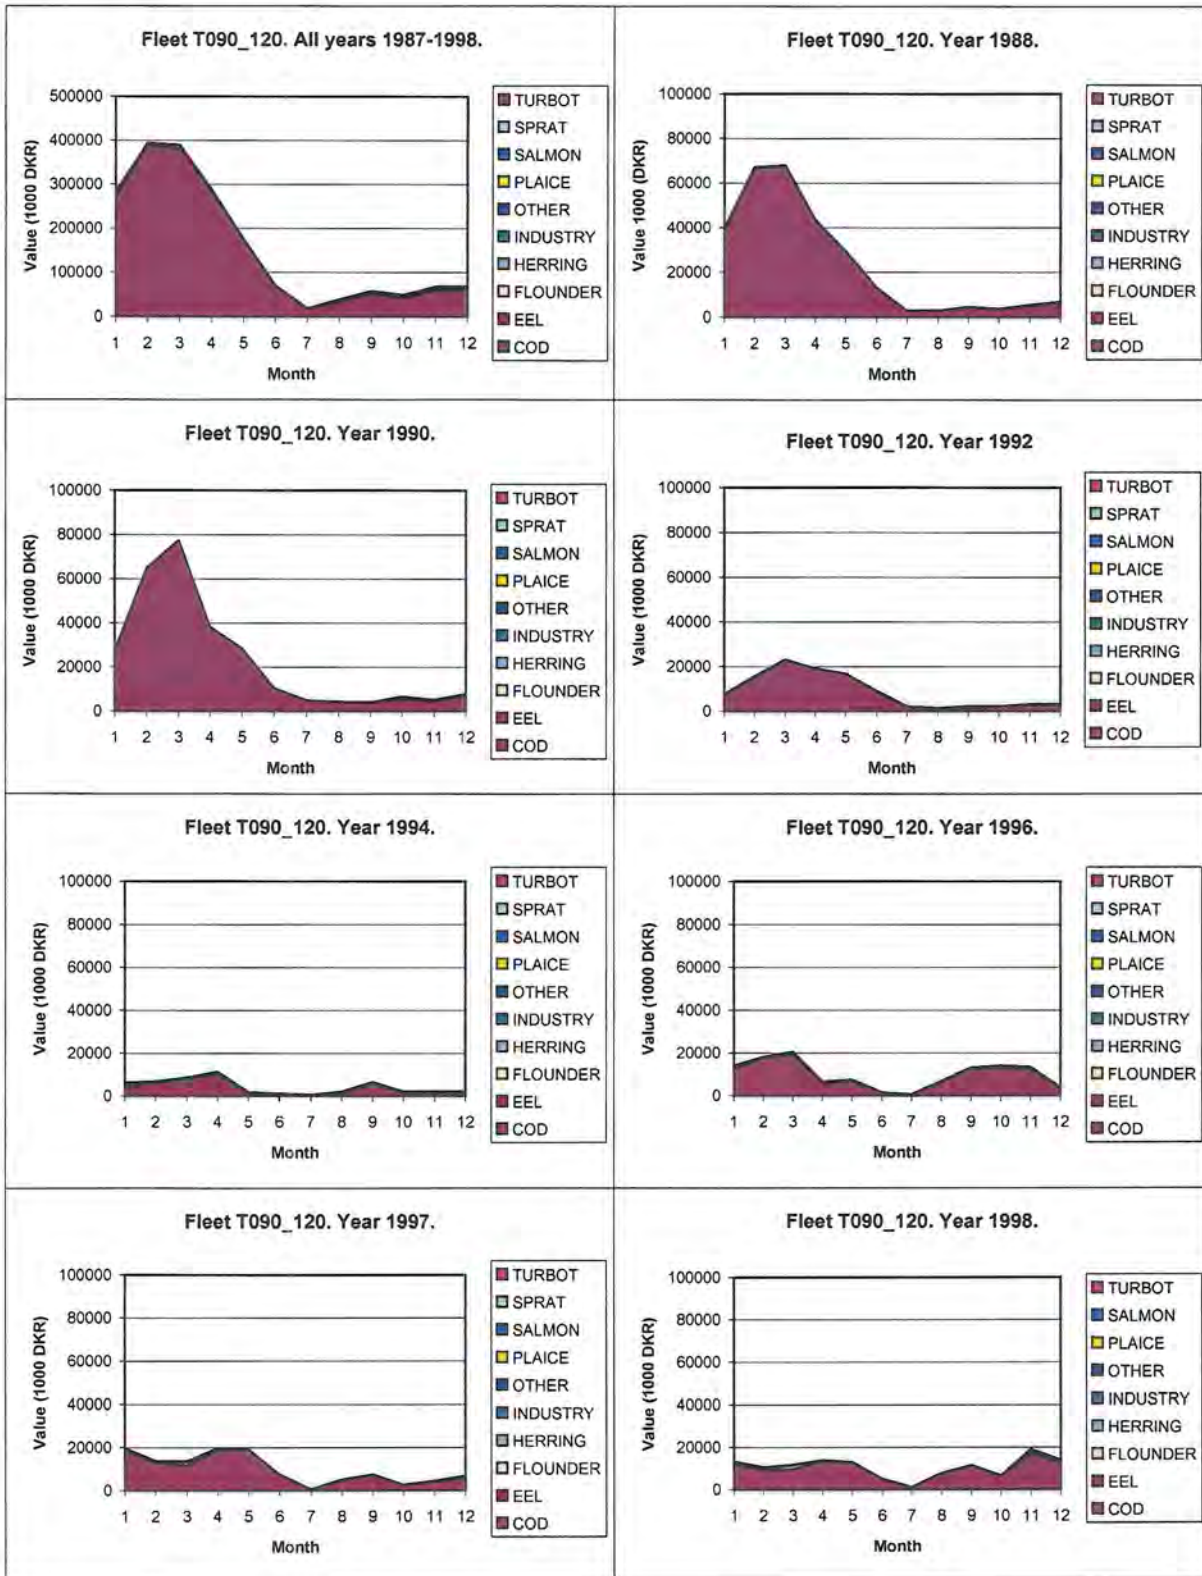 Fleet T090_120. All years 1987-1998.
Value (1000 DKR)
500000
400000
300000
200000
100000
0
1 2 3 4 5 6 7 8 9 10 11 12
Month
TURBOT
SPRAT
SALMON
PLAICE
OTHER
INDUSTRY
HERRING
FLOUNDER
EEL
COD
Fleet T090_120. Year 1988.
Value 1000 (DKR)
100000
80000
60000
40000
20000
0
1 2 3 4 5 6 7 8 9 10 11 12
Month
TURBOT
SPRAT
SALMON
PLAICE
OTHER
INDUSTRY
HERRING
FLOUNDER
EEL
COD
Fleet T090_120. Year 1990.
Value (1000 DKR)
100000
80000
60000
40000
20000
0
1 2 3 4 5 6 7 8 9 10 11 12
Month
TURBOT
SPRAT
SALMON
PLAICE
OTHER
INDUSTRY
HERRING
FLOUNDER
EEL
COD
Fleet T090_120. Year 1992
Value (1000 DKR)
100000
80000
60000
40000
20000
0
1 2 3 4 5 6 7 8 9 10 11 12
Month
TURBOT
SPRAT
SALMON
PLAICE
OTHER
INDUSTRY
HERRING
FLOUNDER
EEL
COD
Fleet T090_120. Year 1994.
Value (1000 DKR)
100000
80000
60000
40000
20000
0
1 2 3 4 5 6 7 8 9 10 11 12
Month
TURBOT
SPRAT
SALMON
PLAICE
OTHER
INDUSTRY
HERRING
FLOUNDER
EEL
COD
Fleet T090_120. Year 1996.
Value (1000 DKR)
100000
80000
60000
40000
20000
0
1 2 3 4 5 6 7 8 9 10 11 12
Month
TURBOT
SPRAT
SALMON
PLAICE
OTHER
INDUSTRY
HERRING
FLOUNDER
EEL
COD
Fleet T090_120. Year 1997.
Value (1000 DKR)
100000
80000
60000
40000
20000
0
1 2 3 4 5 6 7 8 9 10 11 12
Month
TURBOT
SPRAT
SALMON
PLAICE
OTHER
INDUSTRY
HERRING
FLOUNDER
EEL
COD
Fleet T090_120. Year 1998.
Value (1000 DKR)
100000
80000
60000
40000
20000
0
1 2 3 4 5 6 7 8 9 10 11 12
Month
TURBOT
SALMON
PLAICE
OTHER
INDUSTRY
HERRING
FLOUNDER
EEL
COD